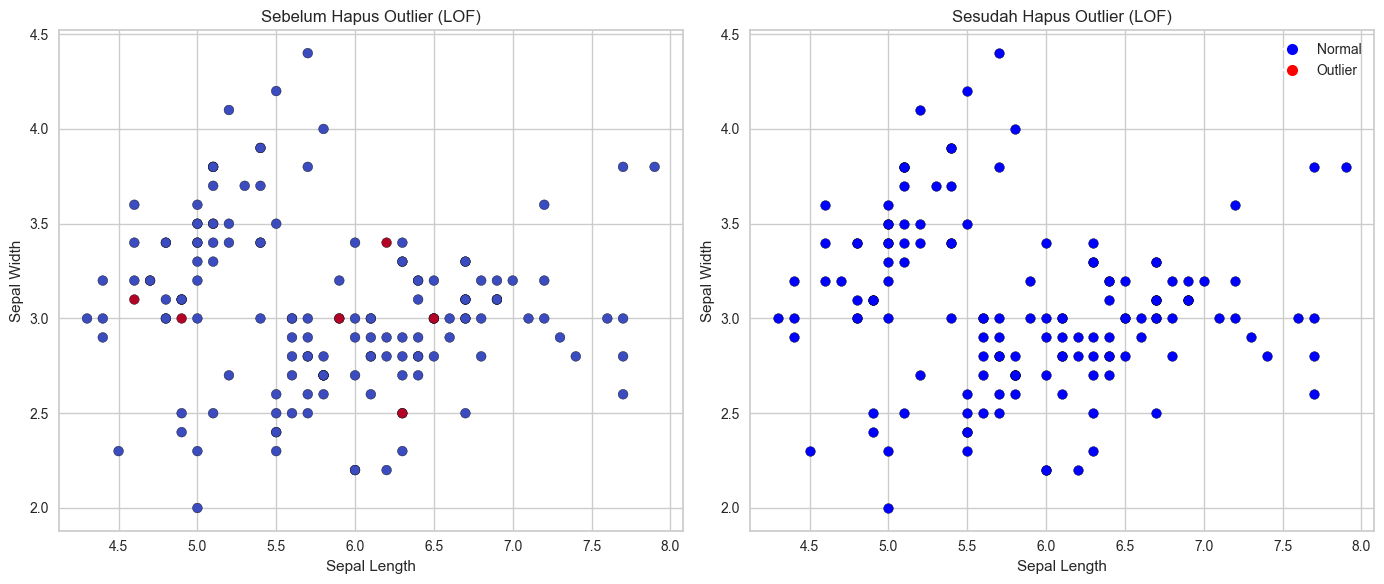 Sebelum Hapus Outlier (LOF)
4.5
4.0
3.5
3.0
2.5
2.0
Sepal Width
4.5 5.0 5.5 6.0 6.5 7.0 7.5 8.0
Sepal Length
Sesudah Hapus Outlier (LOF)
Normal
Outlier
4.5
4.0
3.5
3.0
2.5
2.0
Sepal Width
4.5 5.0 5.5 6.0 6.5 7.0 7.5 8.0
Sepal Length